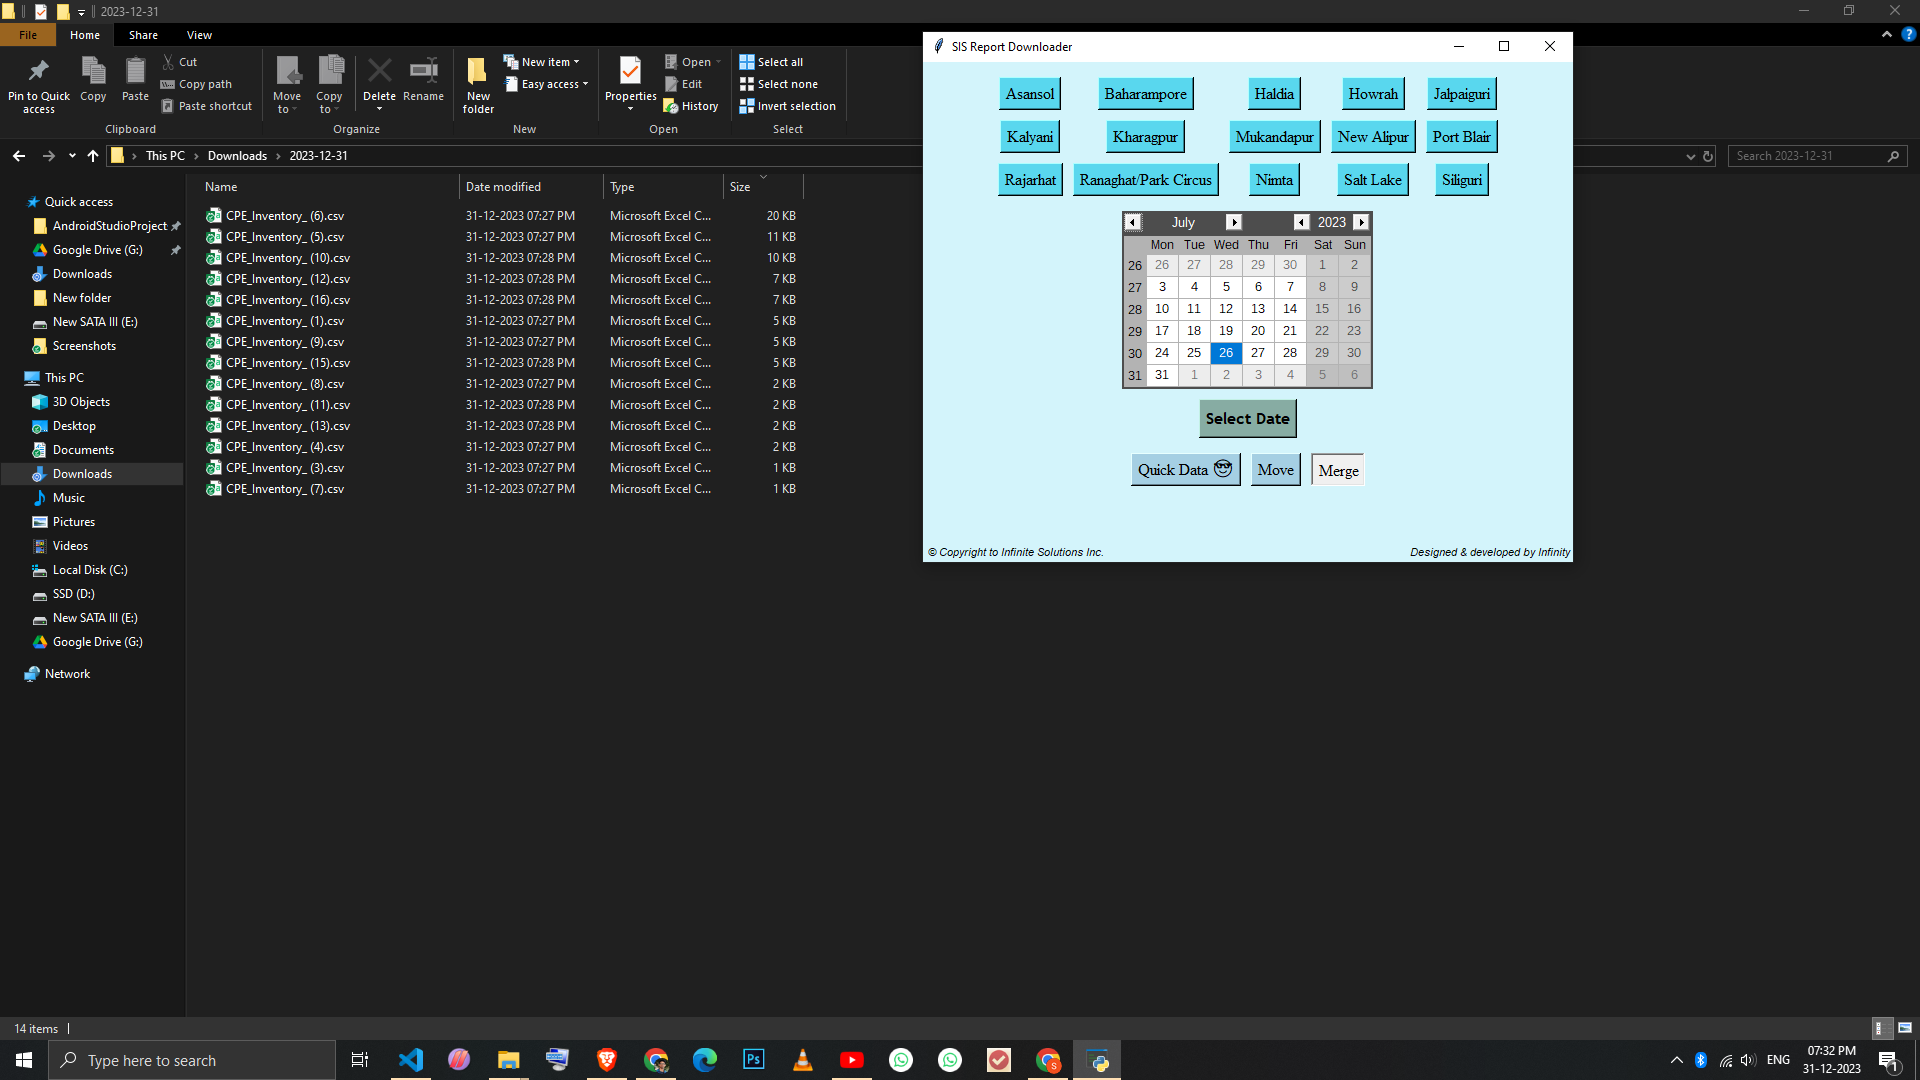 2023-12-31
File Home Share View
Pin to Quick access
Copy
Paste
Cut
Copy path
Paste shortcut
Clipboard
Move to
Copy to
Delete
Rename
Organize
New folder
New item
Easy access
New
Properties
Open
Edit
History
Open
Select all
Select none
Invert selection
Select
This PC > Downloads > 2023-12-31
Search 2023-12-31
Quick access
AndroidStudioProject
Google Drive (G:)
Downloads
New folder
New SATA III (E:)
Screenshots
This PC
3D Objects
Desktop
Documents
Downloads
Music
Pictures
Videos
Local Disk (C:)
SSD (D:)
New SATA III (E:)
Google Drive (G:)
Network
Name Date modified Type Size
CPE_Inventory_ (6).csv 31-12-2023 07:27 PM Microsoft Excel C... 20 KB
CPE_Inventory_ (5).csv 31-12-2023 07:27 PM Microsoft Excel C... 11 KB
CPE_Inventory_ (10).csv 31-12-2023 07:28 PM Microsoft Excel C... 10 KB
CPE_Inventory_ (12).csv 31-12-2023 07:28 PM Microsoft Excel C... 7 KB
CPE_Inventory_ (16).csv 31-12-2023 07:28 PM Microsoft Excel C... 7 KB
CPE_Inventory_ (1).csv 31-12-2023 07:27 PM Microsoft Excel C... 5 KB
CPE_Inventory_ (9).csv 31-12-2023 07:27 PM Microsoft Excel C... 5 KB
CPE_Inventory_ (15).csv 31-12-2023 07:28 PM Microsoft Excel C... 5 KB
CPE_Inventory_ (8).csv 31-12-2023 07:27 PM Microsoft Excel C... 2 KB
CPE_Inventory_ (11).csv 31-12-2023 07:28 PM Microsoft Excel C... 2 KB
CPE_Inventory_ (13).csv 31-12-2023 07:28 PM Microsoft Excel C... 2 KB
CPE_Inventory_ (4).csv 31-12-2023 07:27 PM Microsoft Excel C... 2 KB
CPE_Inventory_ (3).csv 31-12-2023 07:27 PM Microsoft Excel C... 1 KB
CPE_Inventory_ (7).csv 31-12-2023 07:27 PM Microsoft Excel C... 1 KB
SIS Report Downloader
Asansol Baharampore Haldia Howrah Jalpaiguri
Kalyani Kharagpur Mukandapur New Alipur Port Blair
Rajarhat Ranaghat/Park Circus Nimta Salt Lake Siliguri
July 2023
Mon Tue Wed Thu Fri Sat Sun
26 26 27 28 29 30 1 2
27 3 4 5 6 7 8 9
28 10 11 12 13 14 15 16
29 17 18 19 20 21 22 23
30 24 25 26 27 28 29 30
31 31 1 2 3 4 5 6
Select Date
Quick Data 😎 Move Merge
© Copyright to Infinite Solutions Inc. Designed & developed by Infinity
14 items
Type here to search
Ps
S
ENG
07:32 PM
31-12-2023
1